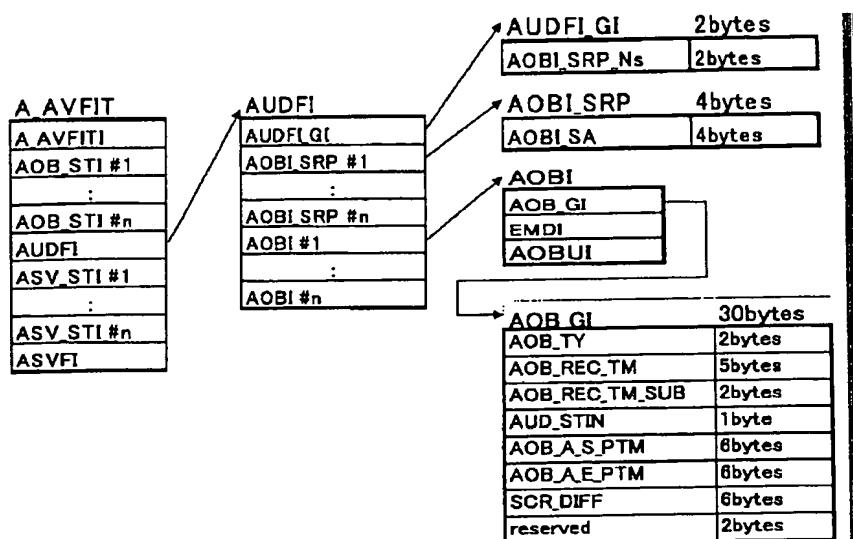 A_AVFIT
A_AVFITI
AOB_STI #1
:
AOB_STI #n
AUDFI
ASV_STI #1
:
ASV_STI #n
ASVFI
AUDFI
AUDFI_GI
AOBI_SRP #1
:
AOBI_SRP #n
AOBI #1
:
AOBI #n
AUDFI_GI 2bytes
AOBI_SRP_Ns 2bytes
AOBI_SRP 4bytes
AOBI_SA 4bytes
AOBI
AOB_GI
EMDI
AOBUI
AOB_GI 30bytes
AOB_TY 2bytes
AOB_REC_TM 5bytes
AOB_REC_TM_SUB 2bytes
AUD_STIN 1byte
AOB_A_S_PTM 6bytes
AOB_A_E_PTM 6bytes
SCR_DIFF 6bytes
reserved 2bytes